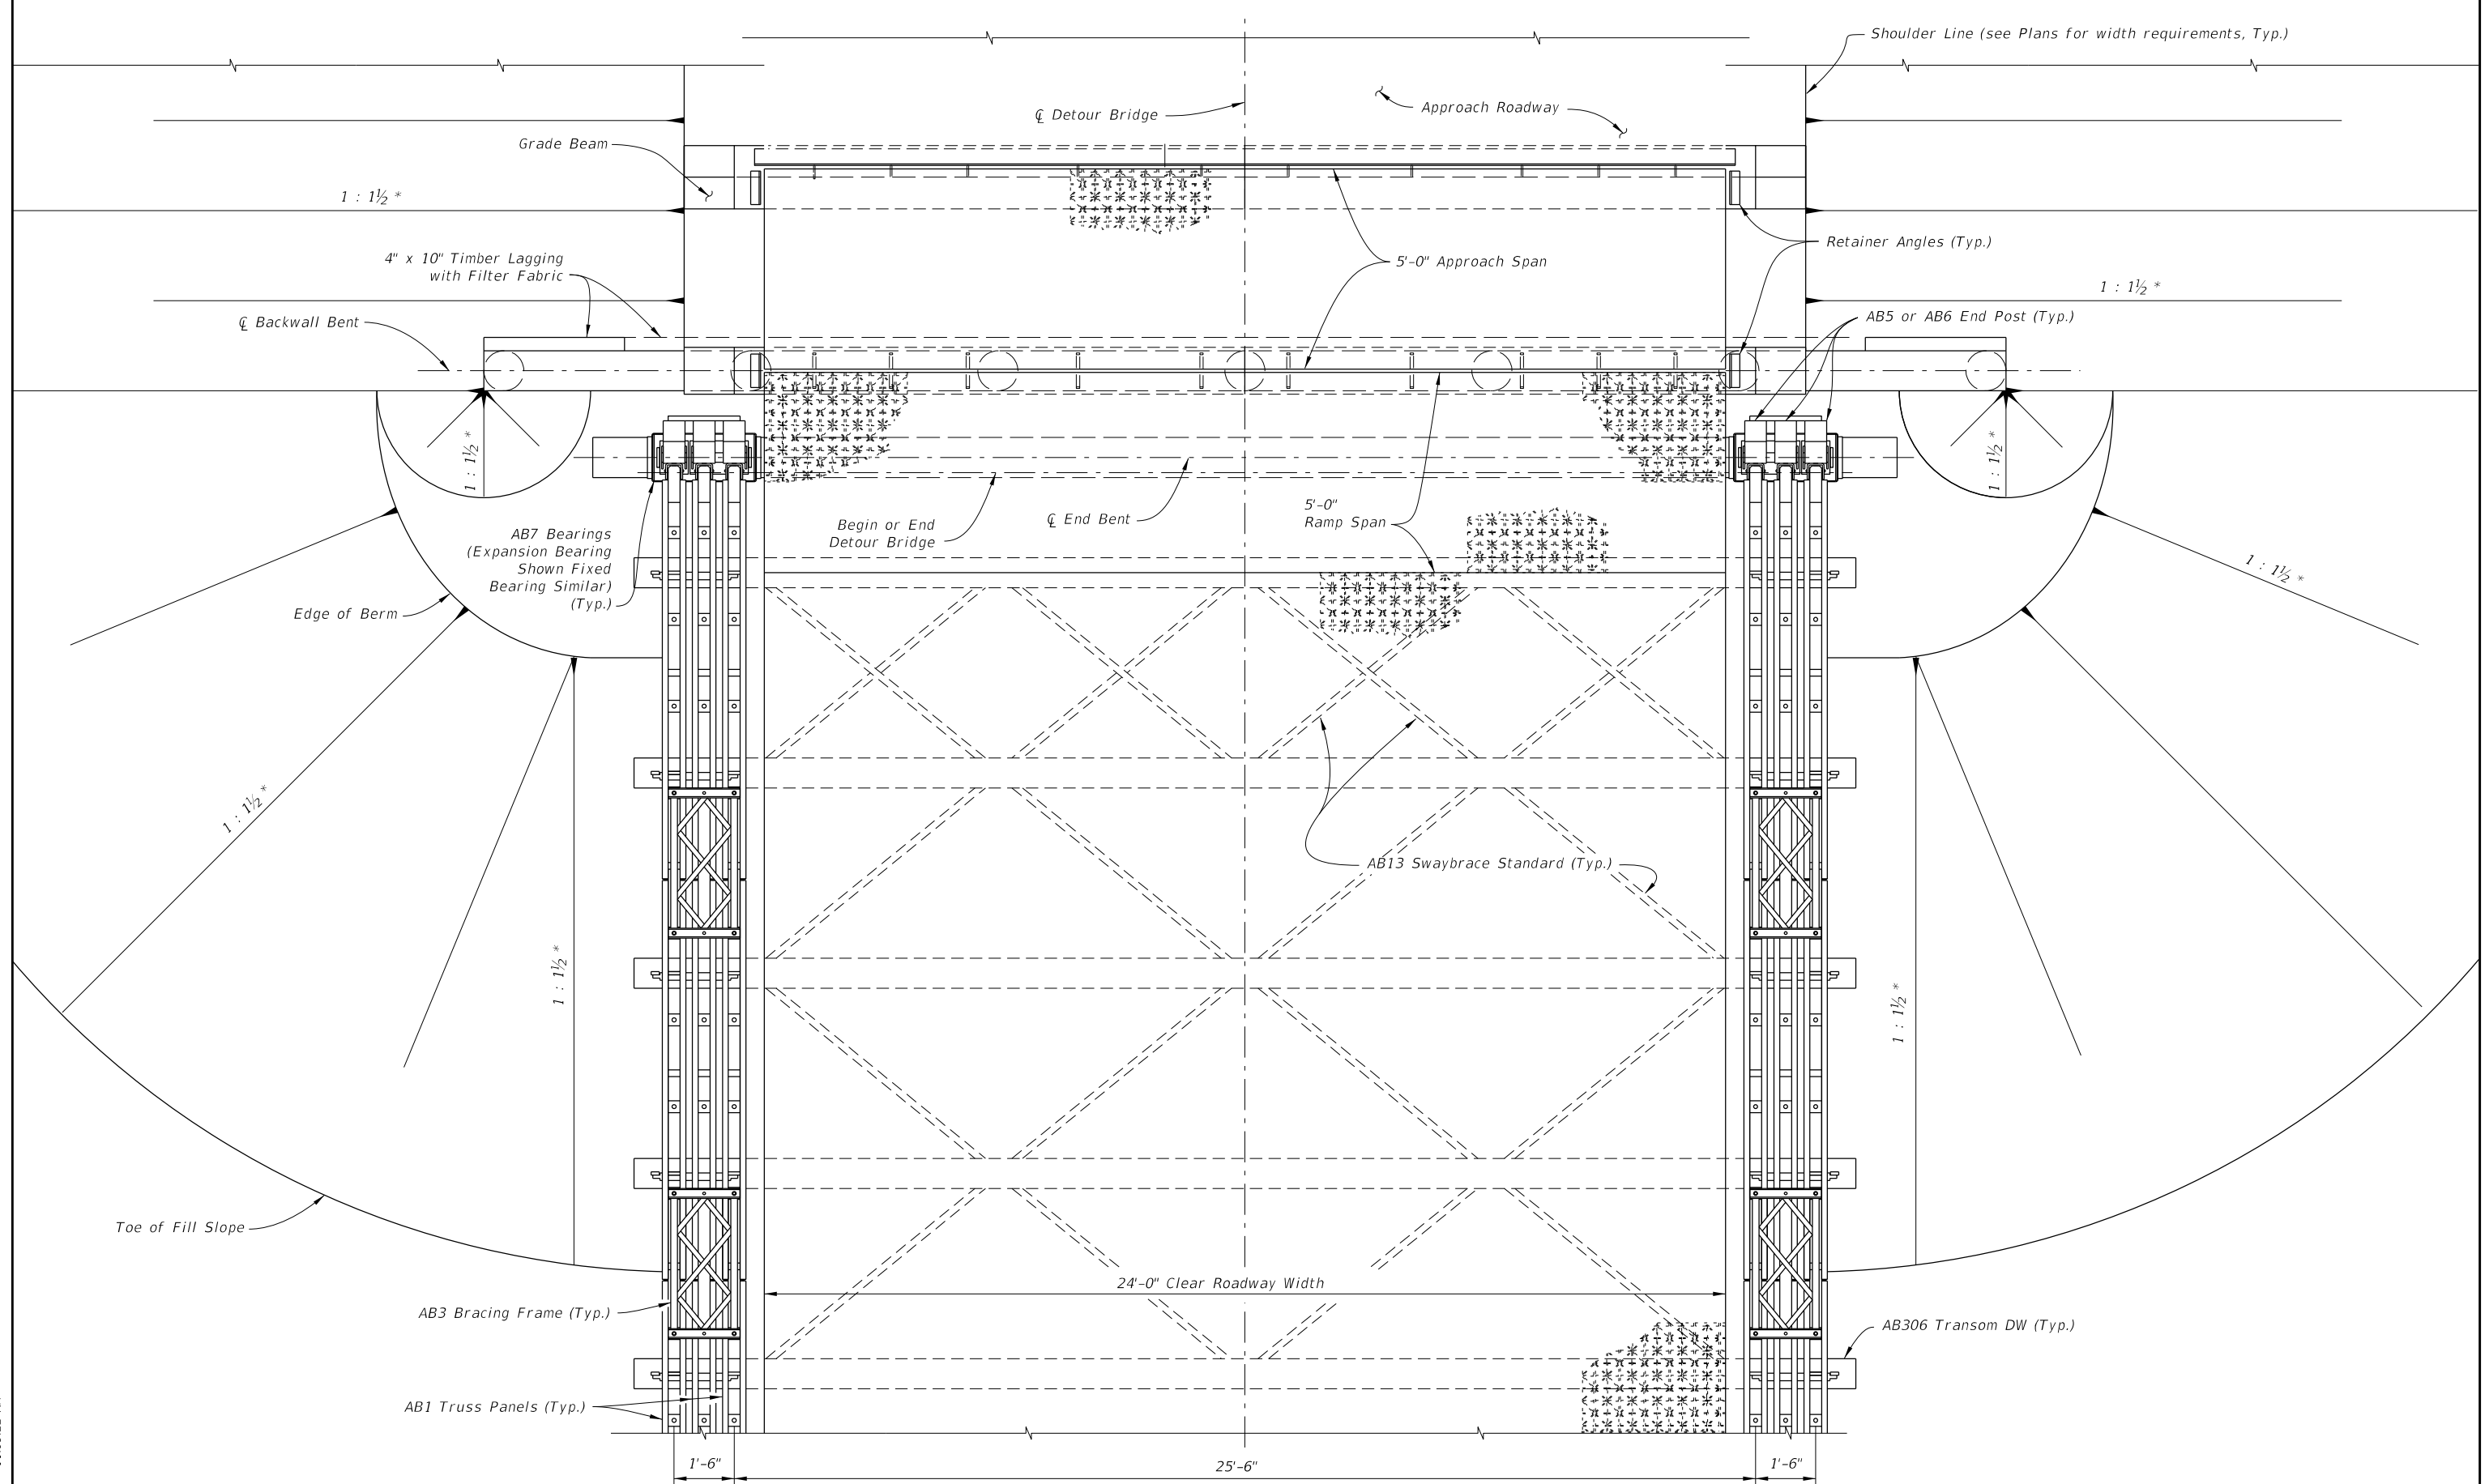 Shoulder Line (see Plans for width requirements, Typ.)
℄ Detour Bridge
Approach Roadway
Grade Beam
1 : 1½ *
Retainer Angles (Typ.)
4" x 10" Timber Lagging
with Filter Fabric
5'-0" Approach Span
1 : 1½ *
℄ Backwall Bent
AB5 or AB6 End Post (Typ.)
1 : 1½ *
1 : 1½ *
5'-0"
Ramp Span
℄ End Bent
Begin or End
Detour Bridge
AB7 Bearings
(Expansion Bearing
Shown Fixed
Bearing Similar)
(Typ.)
1 : 1½ *
Edge of Berm
1 : 1½ *
AB13 Swaybrace Standard (Typ.)
1 : 1½ *
1 : 1½ *
Toe of Fill Slope
24'-0" Clear Roadway Width
AB3 Bracing Frame (Typ.)
AB306 Transom DW (Typ.)
AB1 Truss Panels (Typ.)
1'-6"
25'-6"
1'-6"